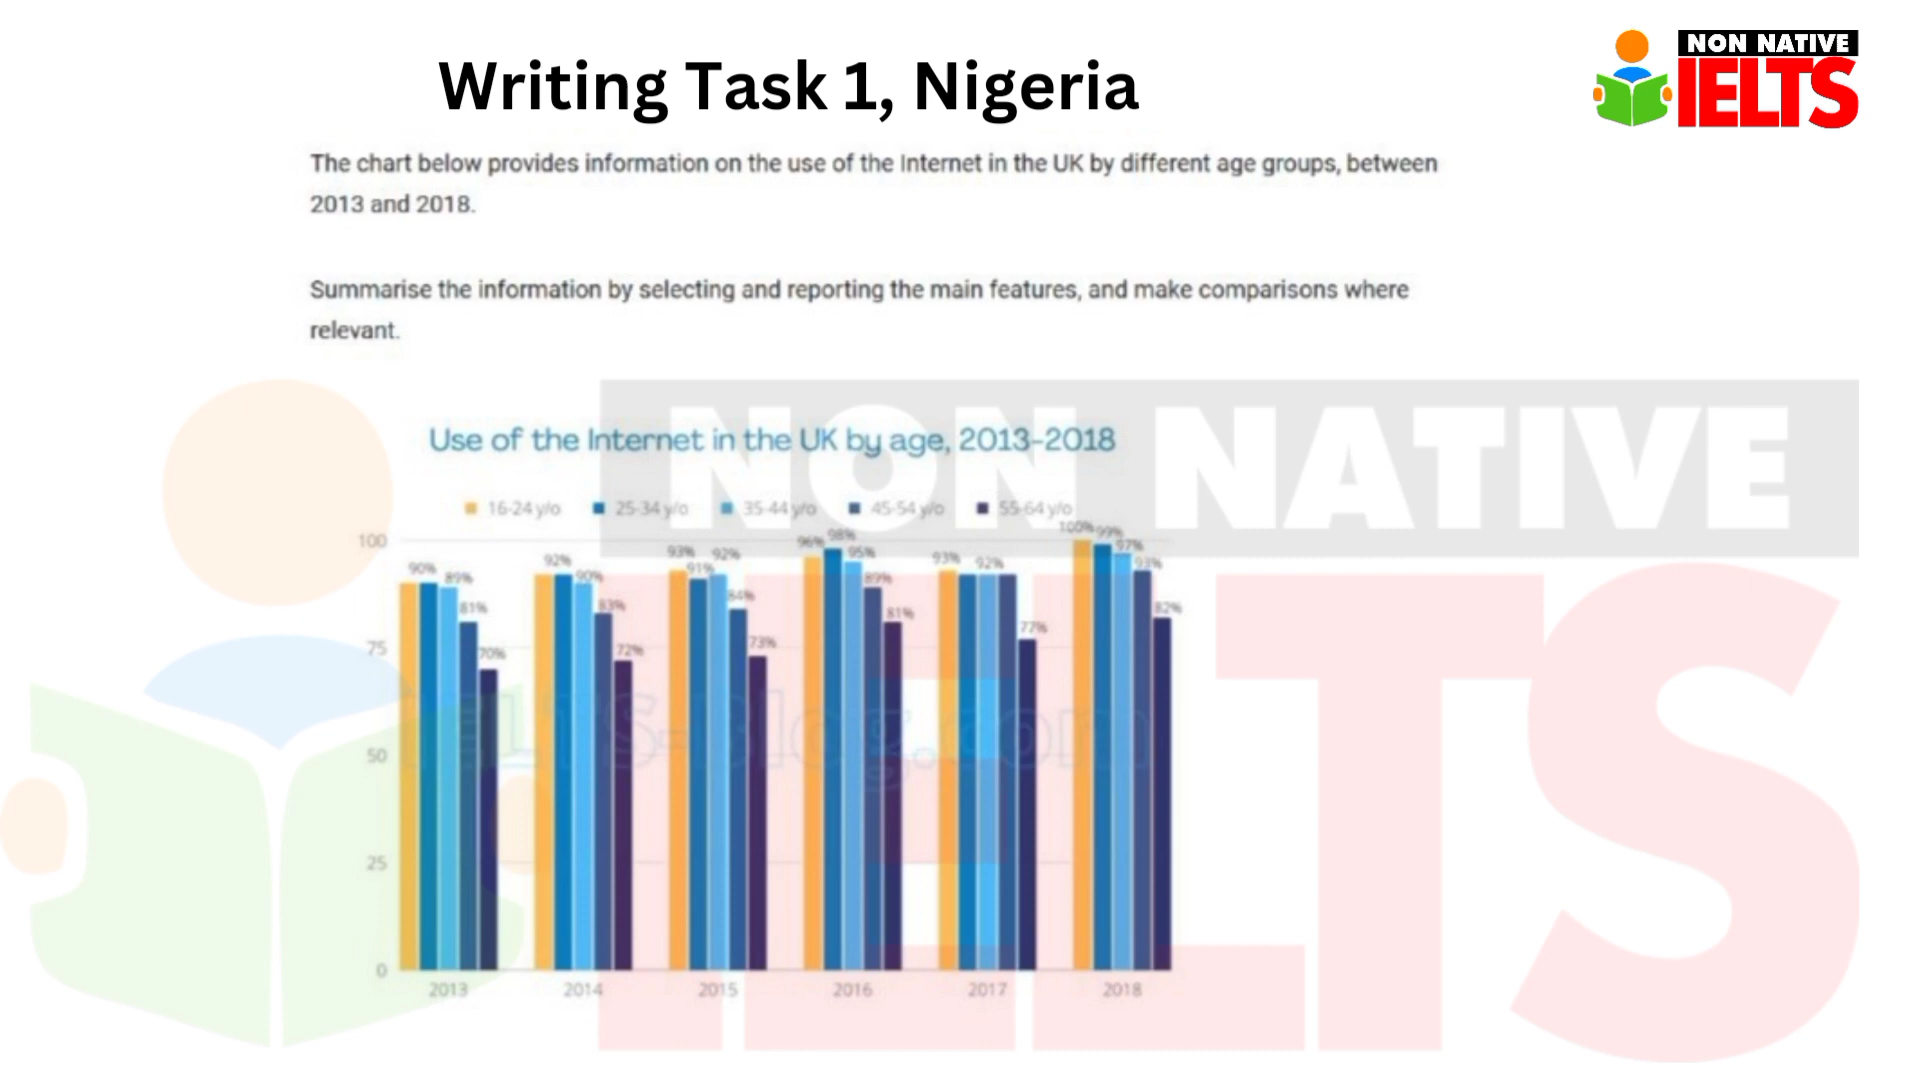 Writing Task 1, Nigeria
NON NATIVE
IELTS
The chart below provides information on the use of the Internet in the UK by different age groups, between
2013 and 2018.
Summarise the information by selecting and reporting the main features, and make comparisons where
relevant.
NON NATIVE
IELTS
Use of the Internet in the UK by age, 2013-2018
16-24 y/o 25-34 y/o 35-44 y/o 45-54 y/o 55-64 y/o
100
75
50
25
0
90% 89% 81% 70%
92% 90% 83% 72%
93% 91% 92% 84% 73%
96% 98% 95% 89% 81%
93% 92% 77%
100% 99% 97% 93% 82%
IELTS-Blog.com
2013 2014 2015 2016 2017 2018